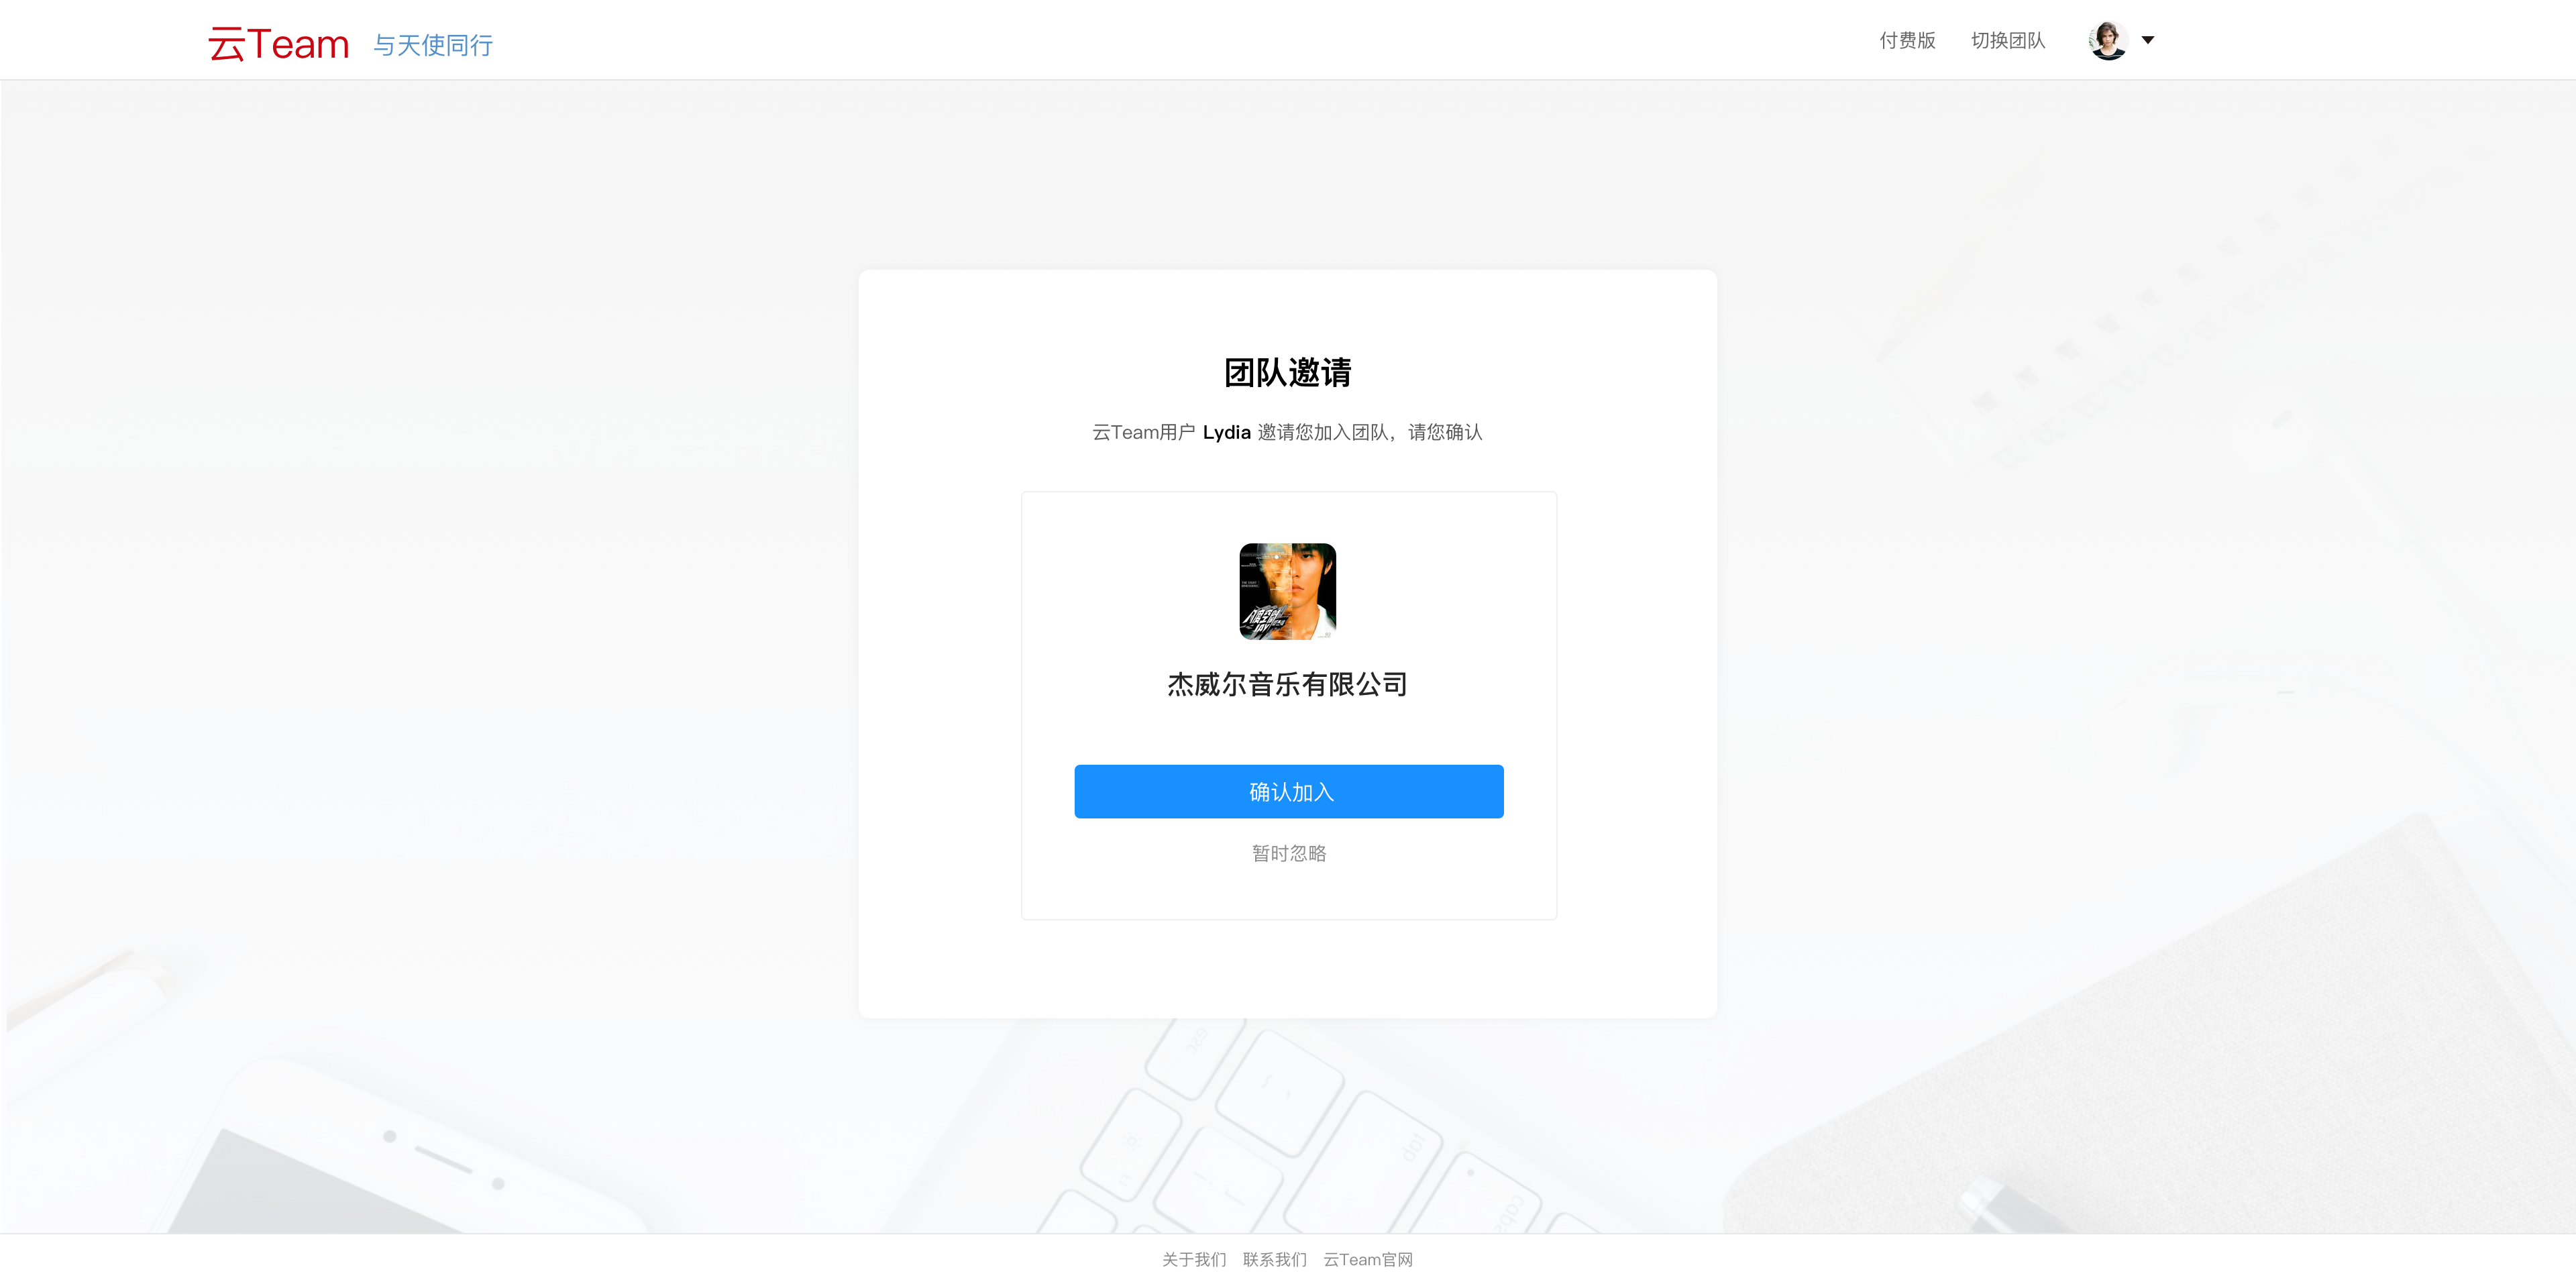 云Team 与天使同行
付费版 切换团队
团队邀请
云Team用户 Lydia 邀请您加入团队，请您确认
杰威尔音乐有限公司
确认加入
暂时忽略
关于我们 联系我们 云Team官网